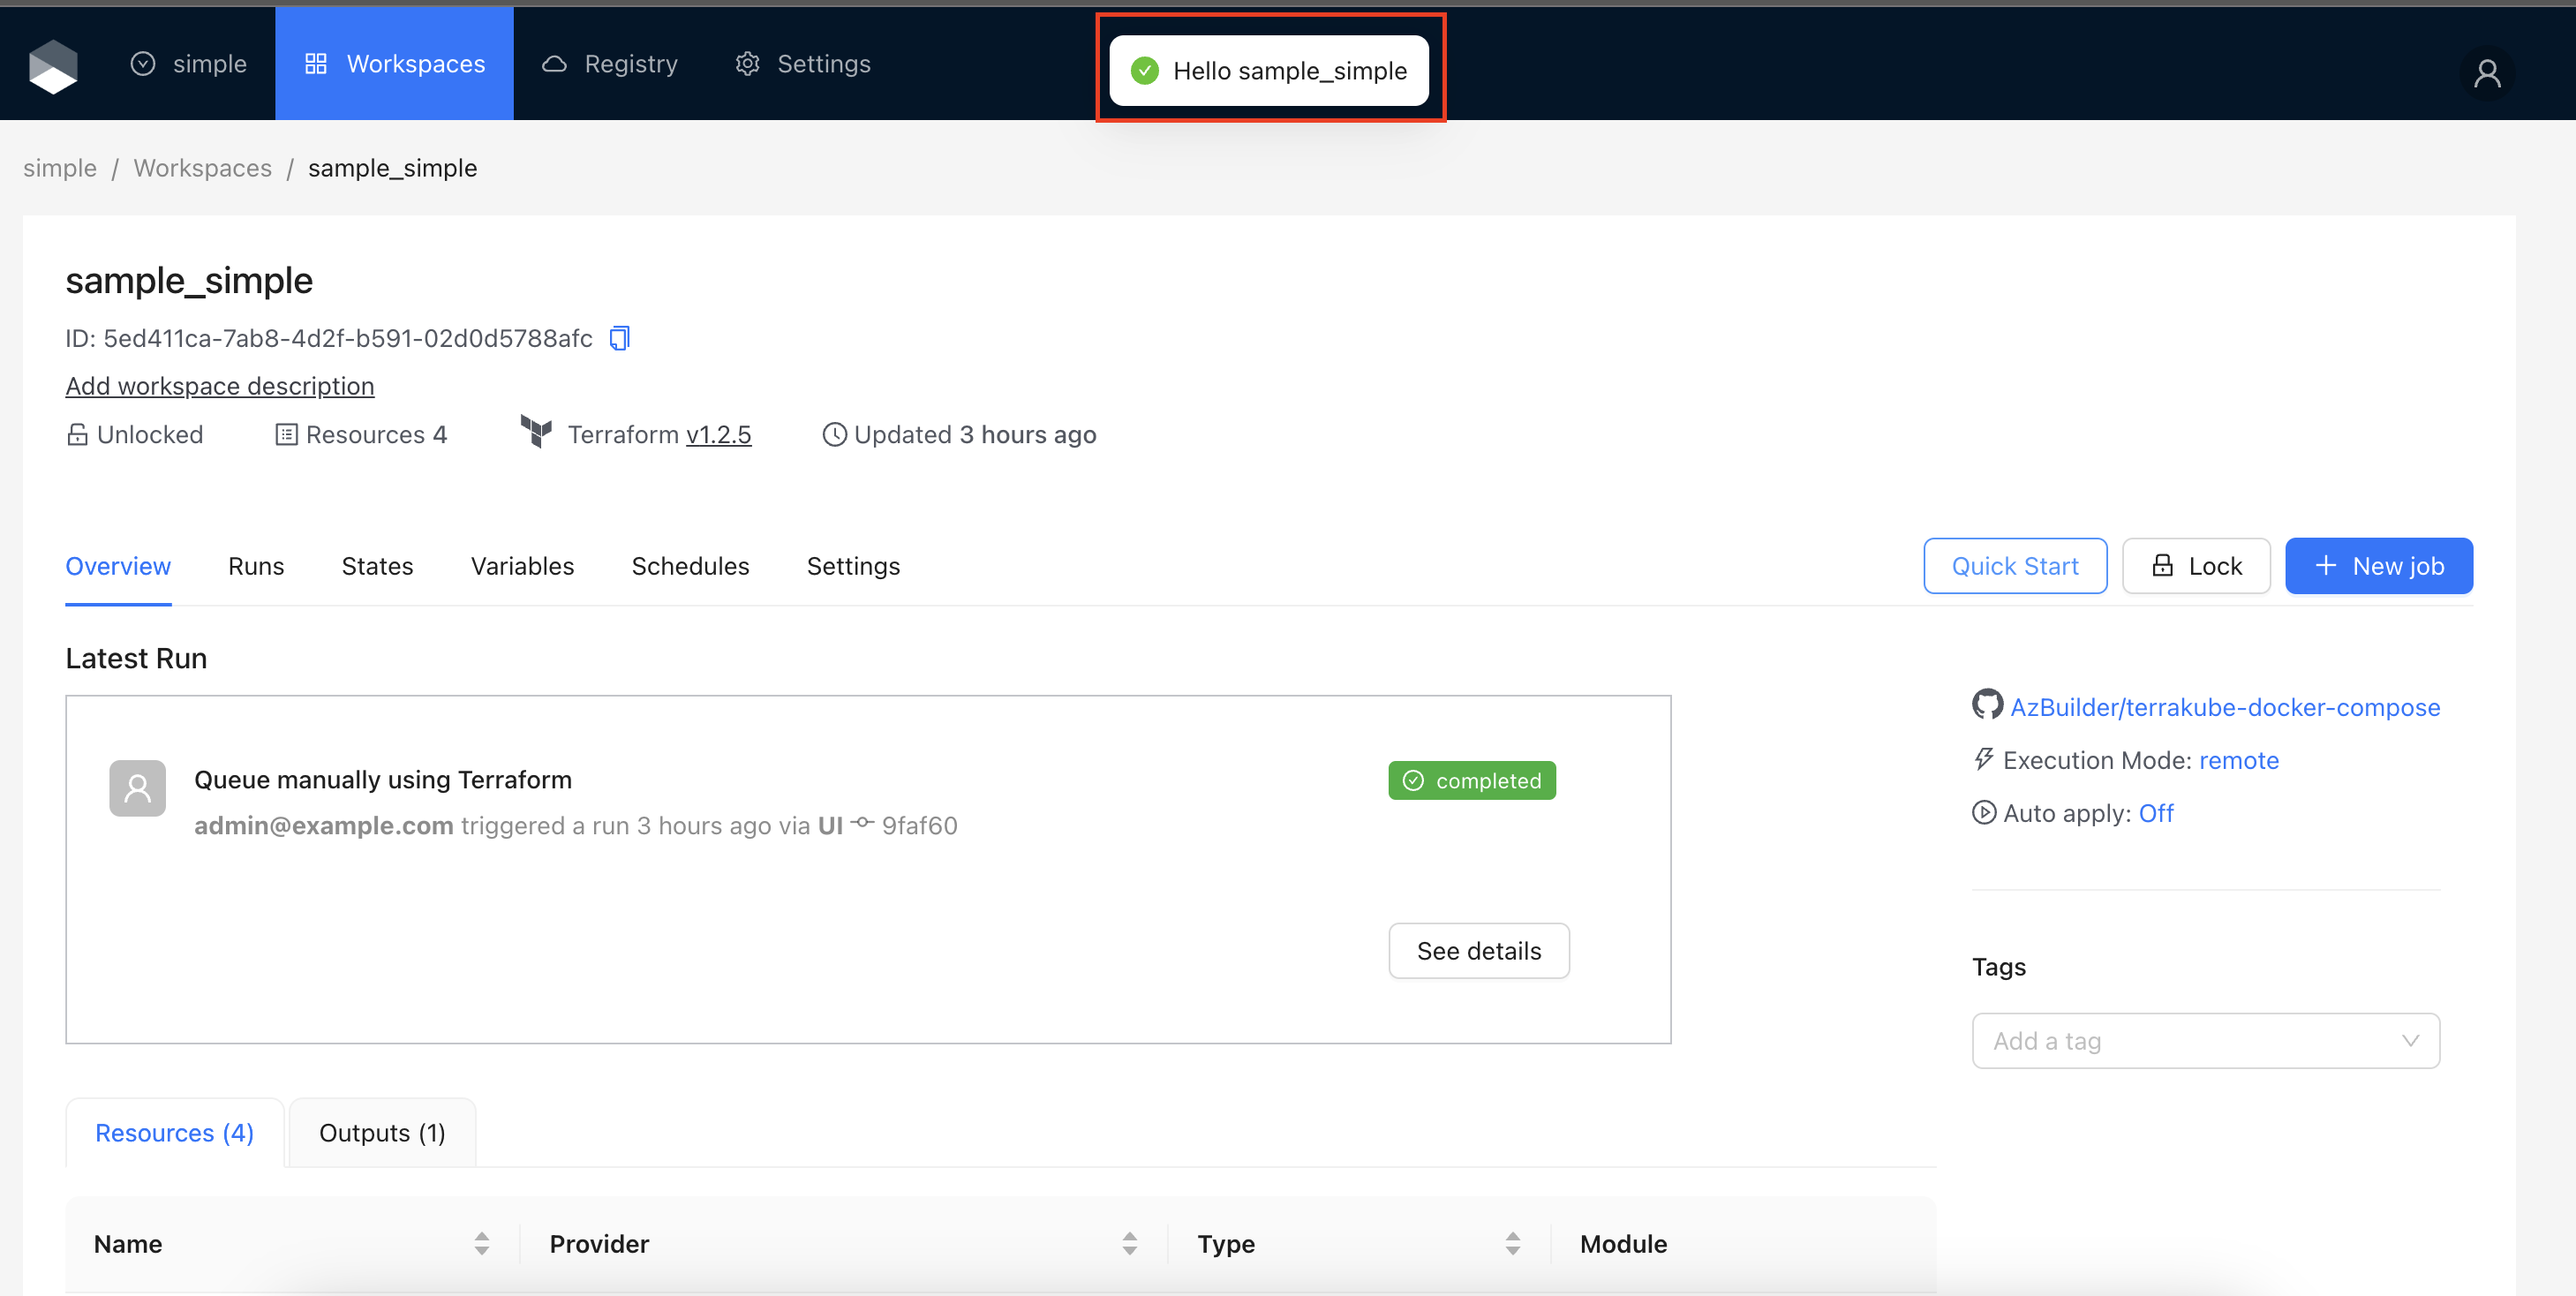 simple Workspaces Registry Settings Hello sample_simple
simple / Workspaces / sample_simple
sample_simple
ID: 5ed411ca-7ab8-4d2f-b591-02d0d5788afc
Add workspace description
Unlocked Resources 4 Terraform v1.2.5 Updated 3 hours ago
Overview Runs States Variables Schedules Settings Quick Start Lock + New job
Latest Run
Queue manually using Terraform completed
admin@example.com triggered a run 3 hours ago via UI 9faf60
See details
AzBuilder/terrakube-docker-compose
Execution Mode: remote
Auto apply: Off
Tags
Add a tag
Resources (4) Outputs (1)
Name Provider Type Module